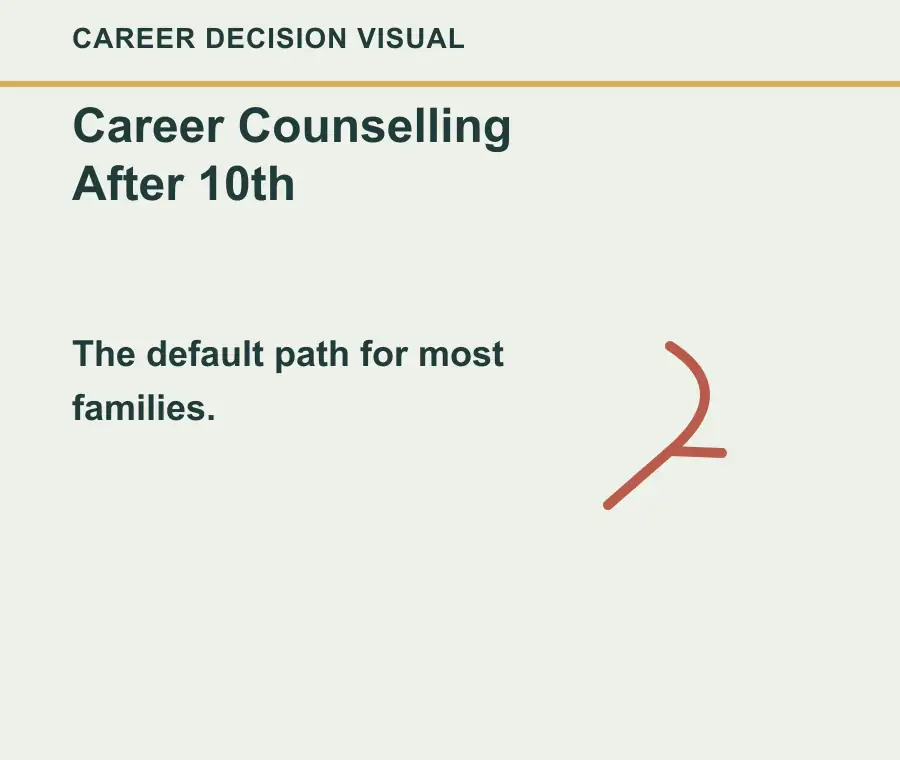 CAREER DECISION VISUAL
Career Counselling
After 10th
The default path for most
families.